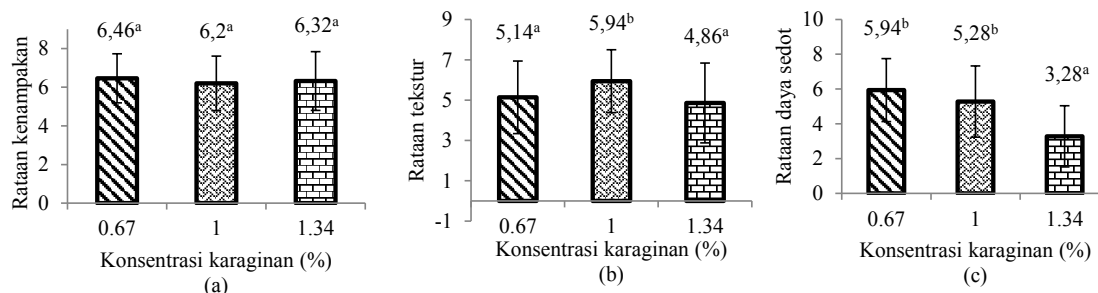 Rataan kenampakan
8
6
4
2
0
6,46ᵃ
6,2ᵃ
6,32ᵃ
0.67
1
1.34
Konsentrasi karaginan (%)
(a)
Rataan tekstur
9
7
5
3
1
-1
5,14ᵃ
5,94ᵇ
4,86ᵃ
0.67
1
1.34
Konsentrasi karaginan (%)
(b)
Rataan daya sedot
10
8
6
4
2
0
5,94ᵇ
5,28ᵇ
3,28ᵃ
0.67
1
1.34
Konsentrasi karaginan (%)
(c)